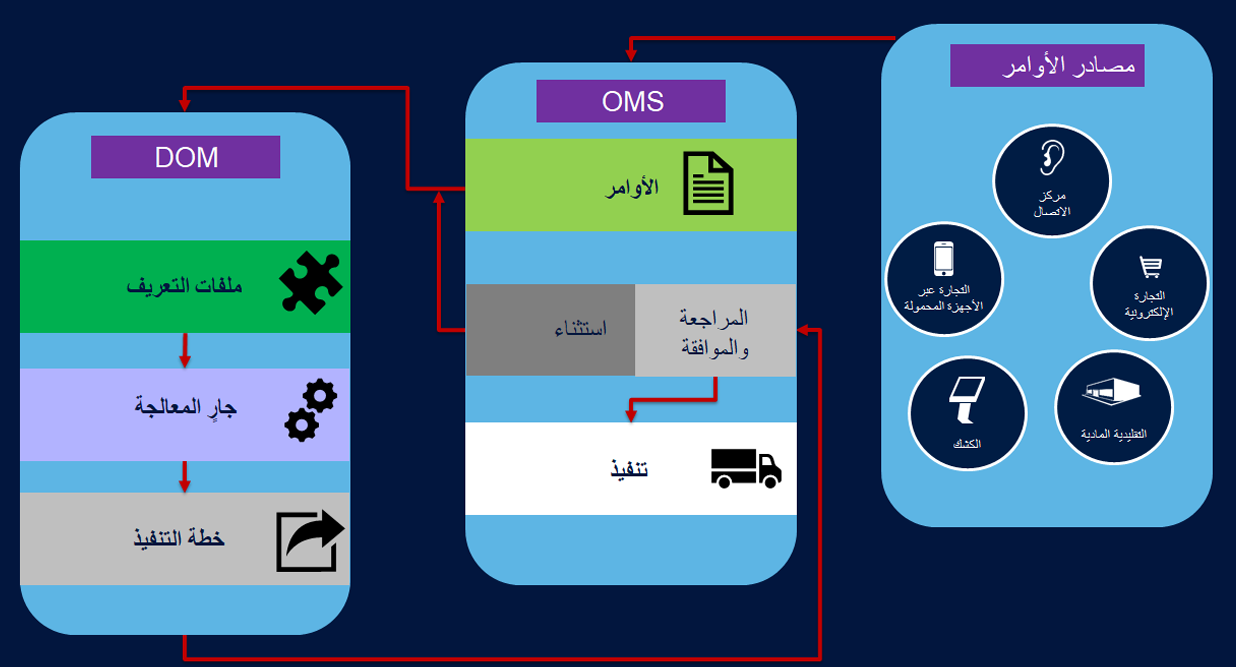 مصادر الأوامر
مركز
الاتصال
التجارة
الإلكترونية
التجارة عبر
الأجهزة المحمولة
التقليدية المادية
الكشك
OMS
الأوامر
المراجعة
والموافقة
استثناء
تنفيذ
DOM
ملفات التعريف
جارٍ المعالجة
خطة التنفيذ